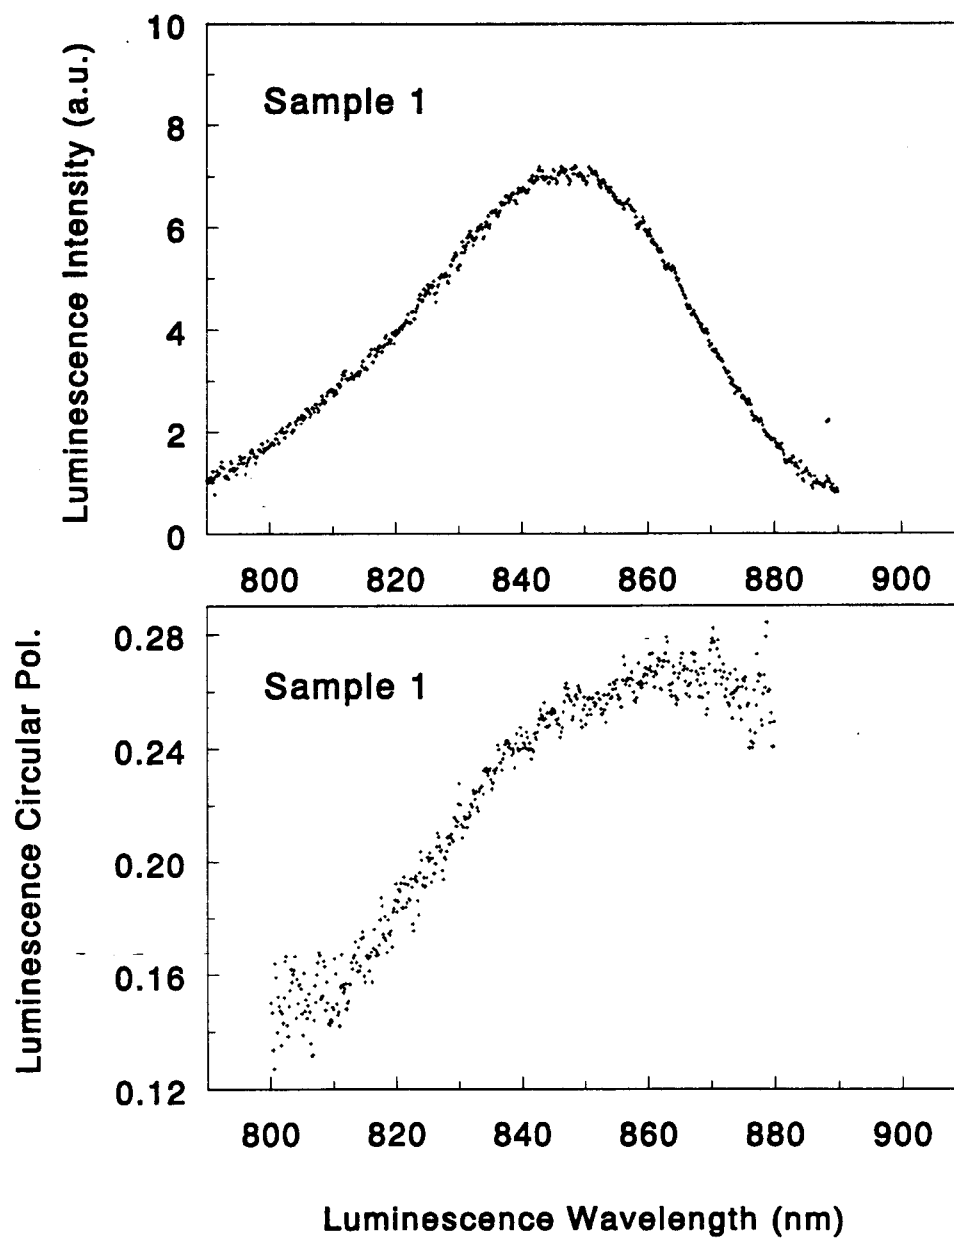 Luminescence Intensity (a.u.)
10
8
6
4
2
0
Sample 1
800 820 840 860 880 900
Luminescence Circular Pol.
0.28
0.24
0.20
0.16
0.12
Sample 1
800 820 840 860 880 900
Luminescence Wavelength (nm)